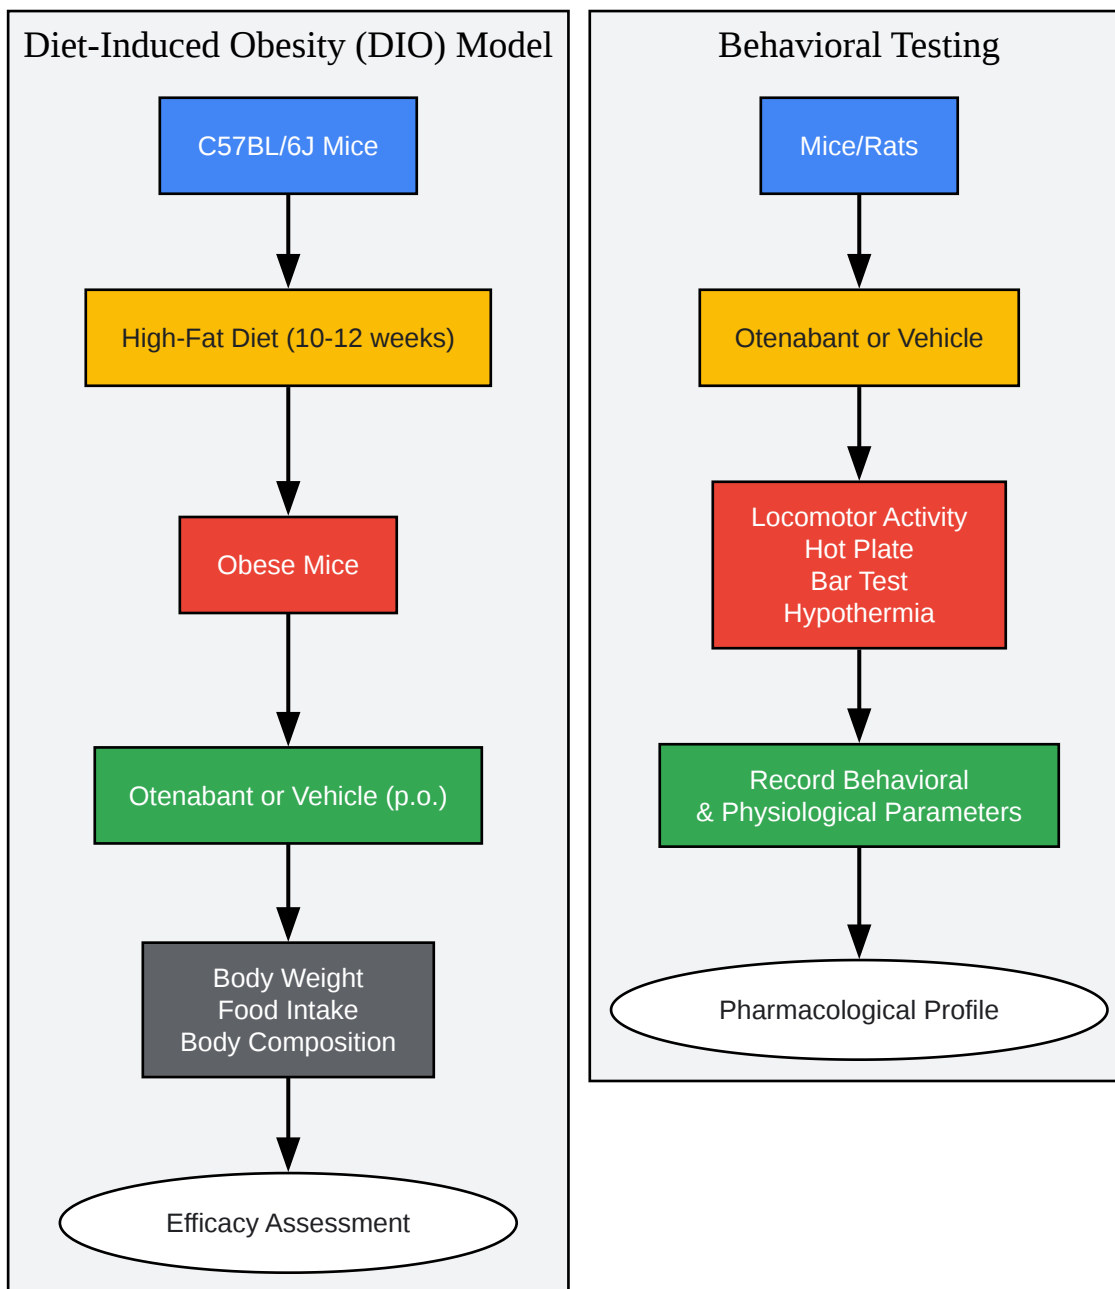 Diet-Induced Obesity (DIO) Model
C57BL/6J Mice
High-Fat Diet (10-12 weeks)
Obese Mice
Otenabant or Vehicle (p.o.)
Body Weight
Food Intake
Body Composition
Efficacy Assessment
Behavioral Testing
Mice/Rats
Otenabant or Vehicle
Locomotor Activity
Hot Plate
Bar Test
Hypothermia
Record Behavioral
& Physiological Parameters
Pharmacological Profile